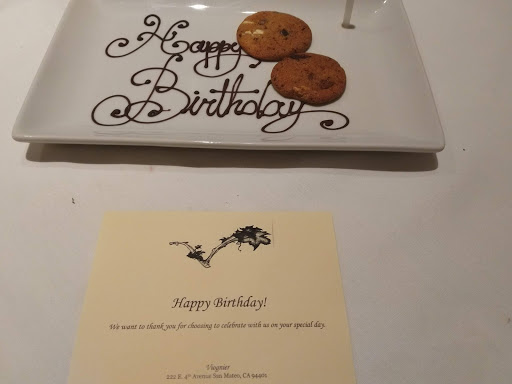 Happy
Birthday
Happy Birthday!
We want to thank you for choosing to celebrate with us on your special day.
Viognier
222 E. 4th Avenue San Mateo, CA 94401